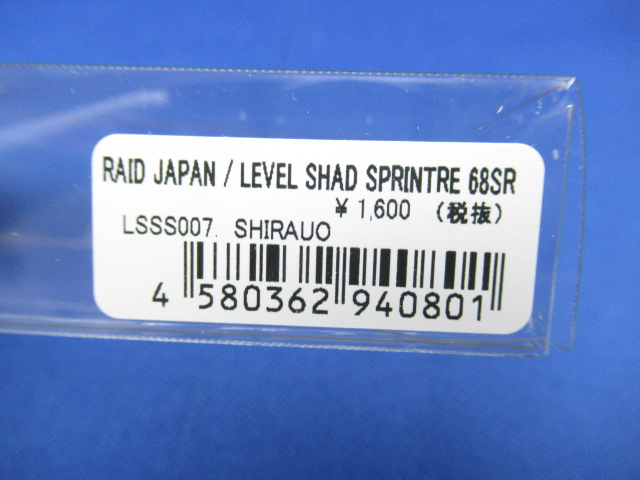 RAID JAPAN / LEVEL SHAD SPRINTRE 68SR
¥ 1,600 (税抜)
LSSS007. SHIRAUO
4 580362 940801